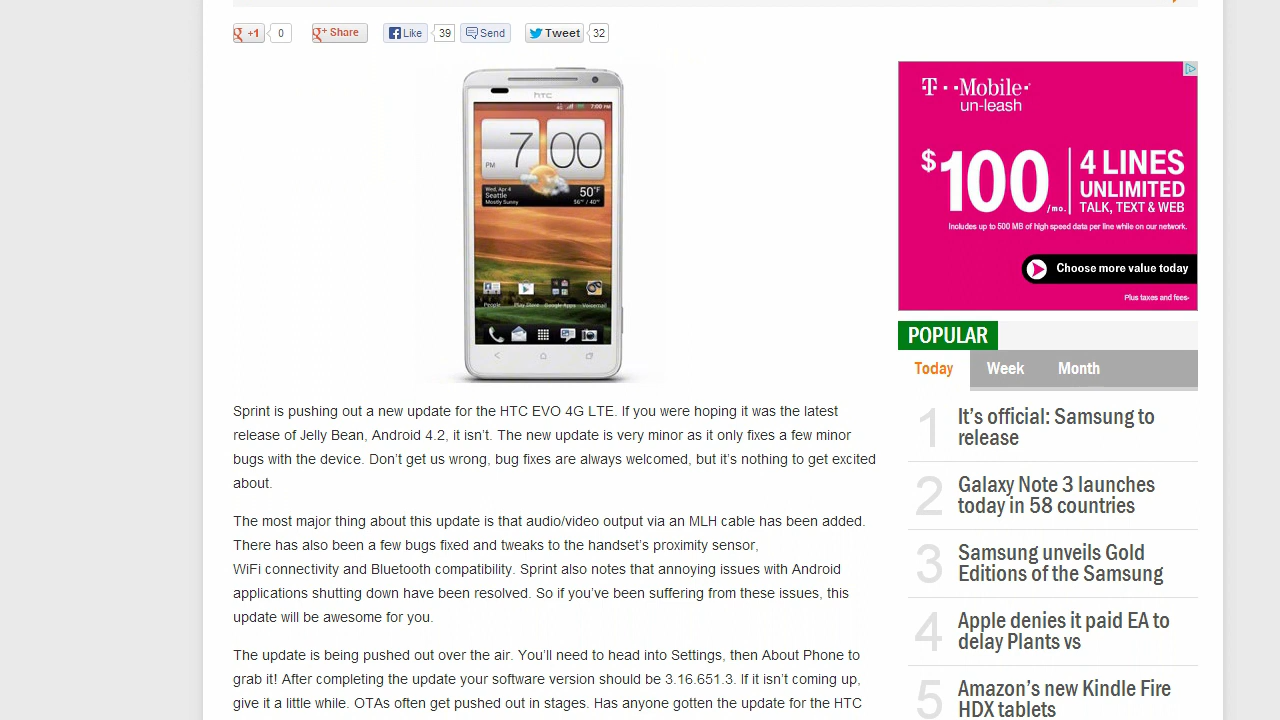 +1
0
Share
Like
39
Send
Tweet
32
hTC
7:00 PM
7 00
PM
Wed, Apr 4
Seattle
Mostly Sunny
50°F
56°/ 40°
People
Play Store
Google Apps
Voicemail
Sprint is pushing out a new update for the HTC EVO 4G LTE. If you were hoping it was the latest
release of Jelly Bean, Android 4.2, it isn’t. The new update is very minor as it only fixes a few minor
bugs with the device. Don’t get us wrong, bug fixes are always welcomed, but it’s nothing to get excited
about.
The most major thing about this update is that audio/video output via an MLH cable has been added.
There has also been a few bugs fixed and tweaks to the handset’s proximity sensor,
WiFi connectivity and Bluetooth compatibility. Sprint also notes that annoying issues with Android
applications shutting down have been resolved. So if you’ve been suffering from these issues, this
update will be awesome for you.
The update is being pushed out over the air. You’ll need to head into Settings, then About Phone to
grab it! After completing the update your software version should be 3.16.651.3. If it isn’t coming up,
give it a little while. OTAs often get pushed out in stages. Has anyone gotten the update for the HTC
T··Mobile·
un-leash
$100/mo.
4 LINES
UNLIMITED
TALK, TEXT & WEB
Includes up to 500 MB of high speed data per line while on our network.
Choose more value today
Plus taxes and fees·
POPULAR
Today Week Month
1 It’s official: Samsung to
release
2 Galaxy Note 3 launches
today in 58 countries
3 Samsung unveils Gold
Editions of the Samsung
4 Apple denies it paid EA to
delay Plants vs
5 Amazon’s new Kindle Fire
HDX tablets